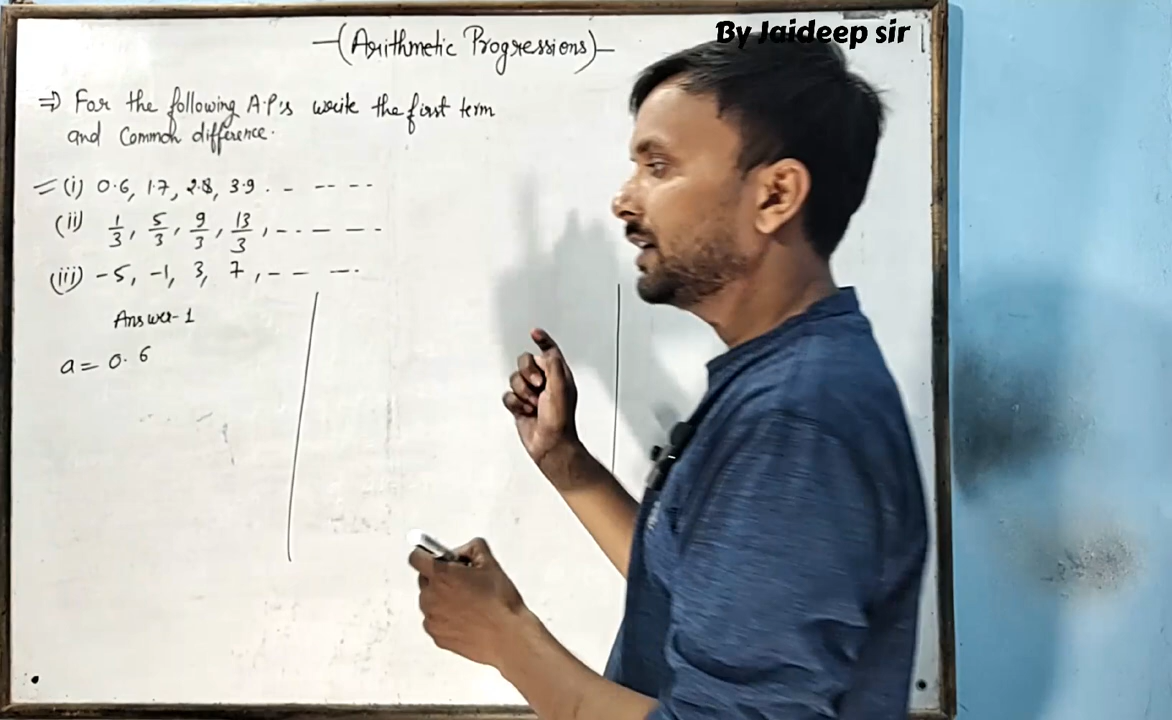 By Jaideep sir
—(Arithmetic Progressions)—
⇒ For the following A.P's write the first term
and Common difference.
(i) 0.6, 1.7, 2.8, 3.9 . - -- -- 
(ii) 1/3, 5/3, 9/3, 13/3, -. - — — -.
(iii) -5, -1, 3, 7, - — —.
Answer-1
a = 0.6